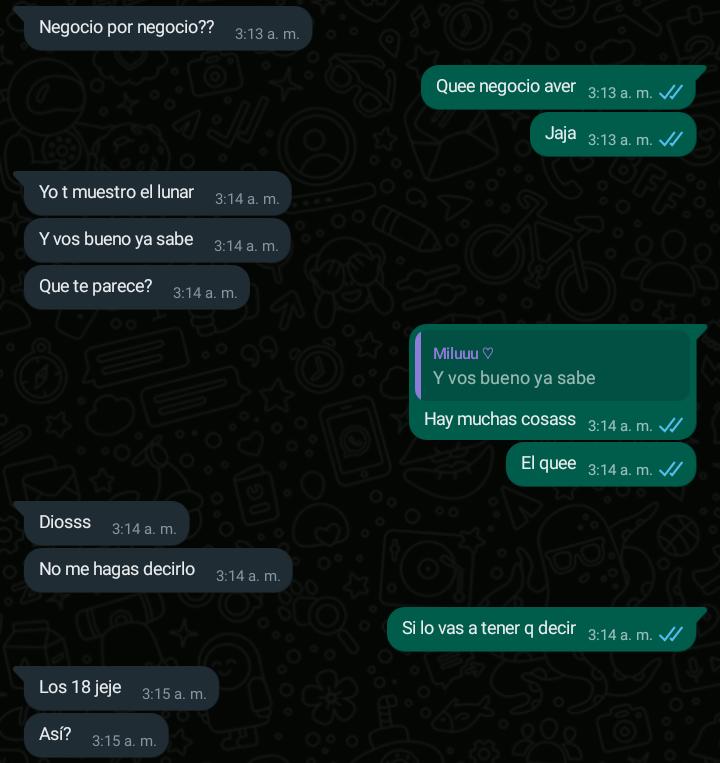 Negocio por negocio?? 3:13 a. m.
Quee negocio aver 3:13 a. m.
Jaja 3:13 a. m.
Yo t muestro el lunar 3:14 a. m.
Y vos bueno ya sabe 3:14 a. m.
Que te parece? 3:14 a. m.
Miluuu ♡
Y vos bueno ya sabe
Hay muchas cosass 3:14 a. m.
El quee 3:14 a. m.
Diosss 3:14 a. m.
No me hagas decirlo 3:14 a. m.
Si lo vas a tener q decir 3:14 a. m.
Los 18 jeje 3:15 a. m.
Así? 3:15 a. m.